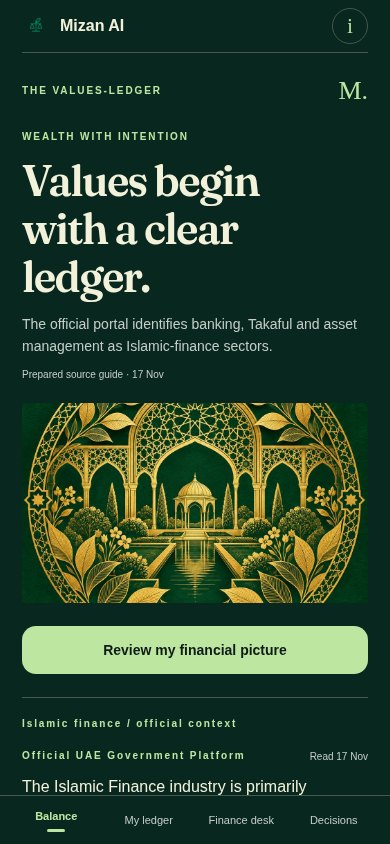 Mizan AI
i
THE VALUES-LEDGER
M.
WEALTH WITH INTENTION
Values begin
with a clear
ledger.
The official portal identifies banking, Takaful and asset
management as Islamic-finance sectors.
Prepared source guide · 17 Nov
Review my financial picture
Islamic finance / official context
Official UAE Government Platform
Read 17 Nov
The Islamic Finance industry is primarily
Balance
My ledger
Finance desk
Decisions